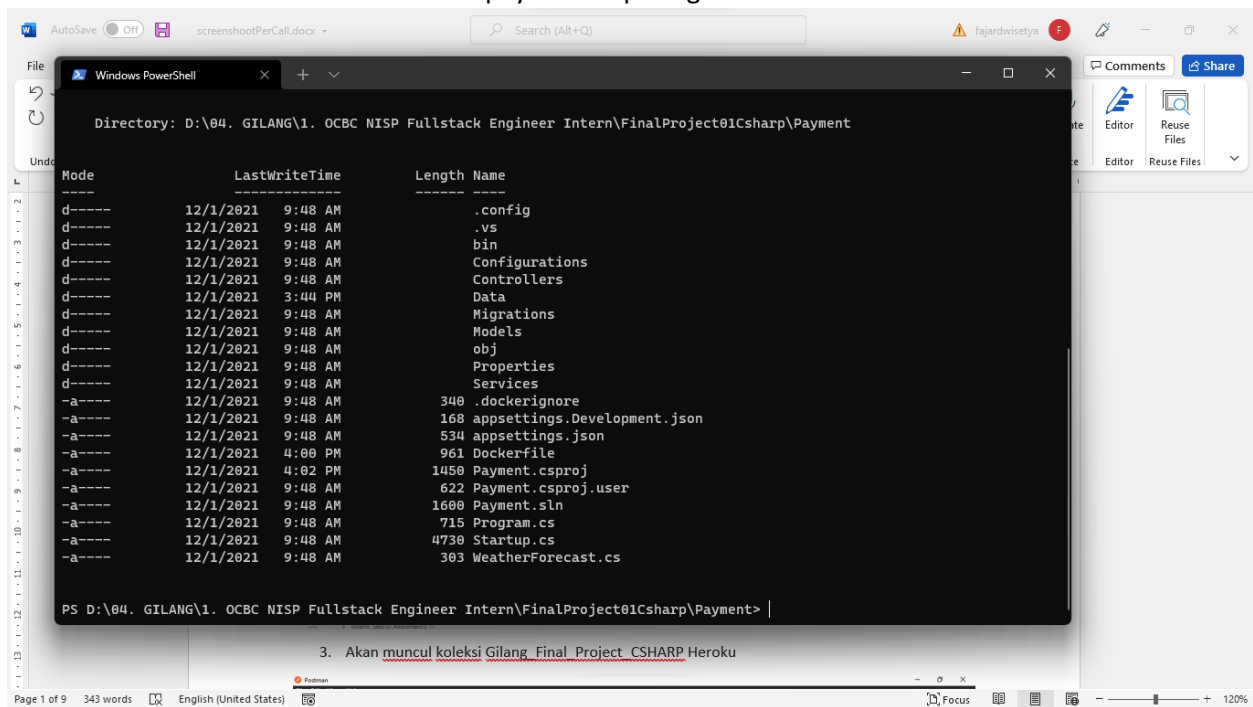 AutoSave Off screenshootPerCall.docx Search (Alt+Q) fajardwisetya F
File Comments Share
Windows PowerShell
Directory: D:\04. GILANG\1. OCBC NISP Fullstack Engineer Intern\FinalProject01Csharp\Payment
Editor Reuse Files
Undo Editor Reuse Files
Mode LastWriteTime Length Name
---- ------------- ------ ----
d----- 12/1/2021 9:48 AM .config
d----- 12/1/2021 9:48 AM .vs
d----- 12/1/2021 9:48 AM bin
d----- 12/1/2021 9:48 AM Configurations
d----- 12/1/2021 9:48 AM Controllers
d----- 12/1/2021 3:44 PM Data
d----- 12/1/2021 9:48 AM Migrations
d----- 12/1/2021 9:48 AM Models
d----- 12/1/2021 9:48 AM obj
d----- 12/1/2021 9:48 AM Properties
d----- 12/1/2021 9:48 AM Services
-a---- 12/1/2021 9:48 AM 340 .dockerignore
-a---- 12/1/2021 9:48 AM 168 appsettings.Development.json
-a---- 12/1/2021 9:48 AM 534 appsettings.json
-a---- 12/1/2021 4:00 PM 961 Dockerfile
-a---- 12/1/2021 4:02 PM 1450 Payment.csproj
-a---- 12/1/2021 9:48 AM 622 Payment.csproj.user
-a---- 12/1/2021 9:48 AM 1600 Payment.sln
-a---- 12/1/2021 9:48 AM 715 Program.cs
-a---- 12/1/2021 9:48 AM 4730 Startup.cs
-a---- 12/1/2021 9:48 AM 303 WeatherForecast.cs
PS D:\04. GILANG\1. OCBC NISP Fullstack Engineer Intern\FinalProject01Csharp\Payment>
3. Akan muncul koleksi Gilang_Final_Project_CSHARP Heroku
Postman
Page 1 of 9 343 words English (United States) Focus 120%